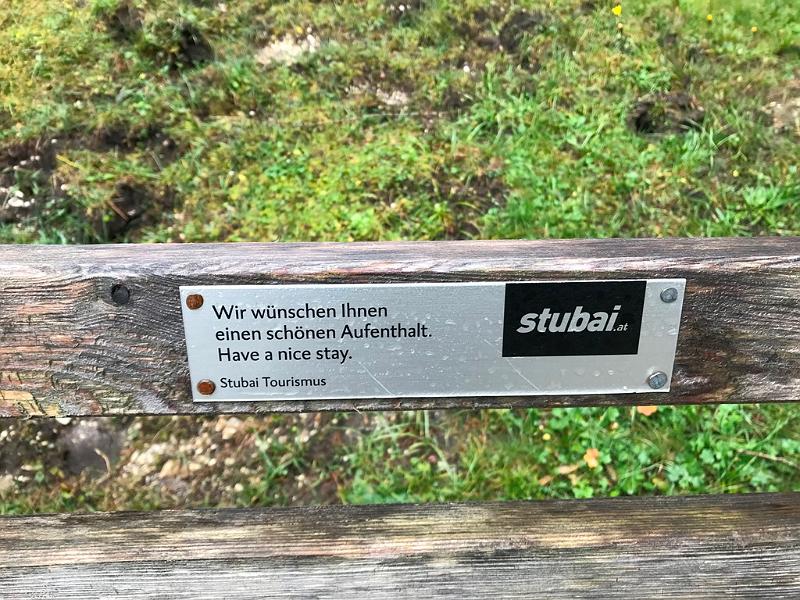 Wir wünschen Ihnen
einen schönen Aufenthalt.
Have a nice stay.
Stubai Tourismus
stubai.at